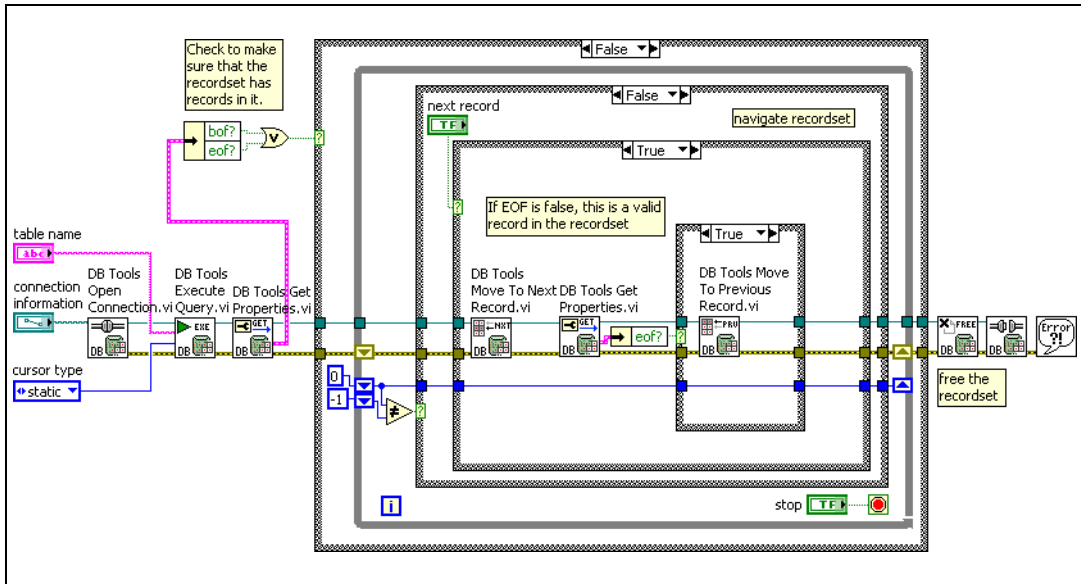 Check to make
sure that the
recordset has
records in it.
False
bof?
eof?
V
?
next record
TF
False
navigate recordset
True
?
If EOF is false, this is a valid
record in the recordset
True
table name
abc
connection
information
DB Tools
Open
Connection.vi
DB
DB Tools
Execute
Query.vi
EXE
DB
DB Tools Get
Properties.vi
GET
DB
DB Tools
Move To Next
Record.vi
NXT
DB
DB Tools Get
Properties.vi
GET
DB
eof?
?
DB Tools Move
To Previous
Record.vi
PRV
DB
FREE
DB
DB
Error
?!
free the
recordset
cursor type
static
0
-1
≠
?
i
stop
TF